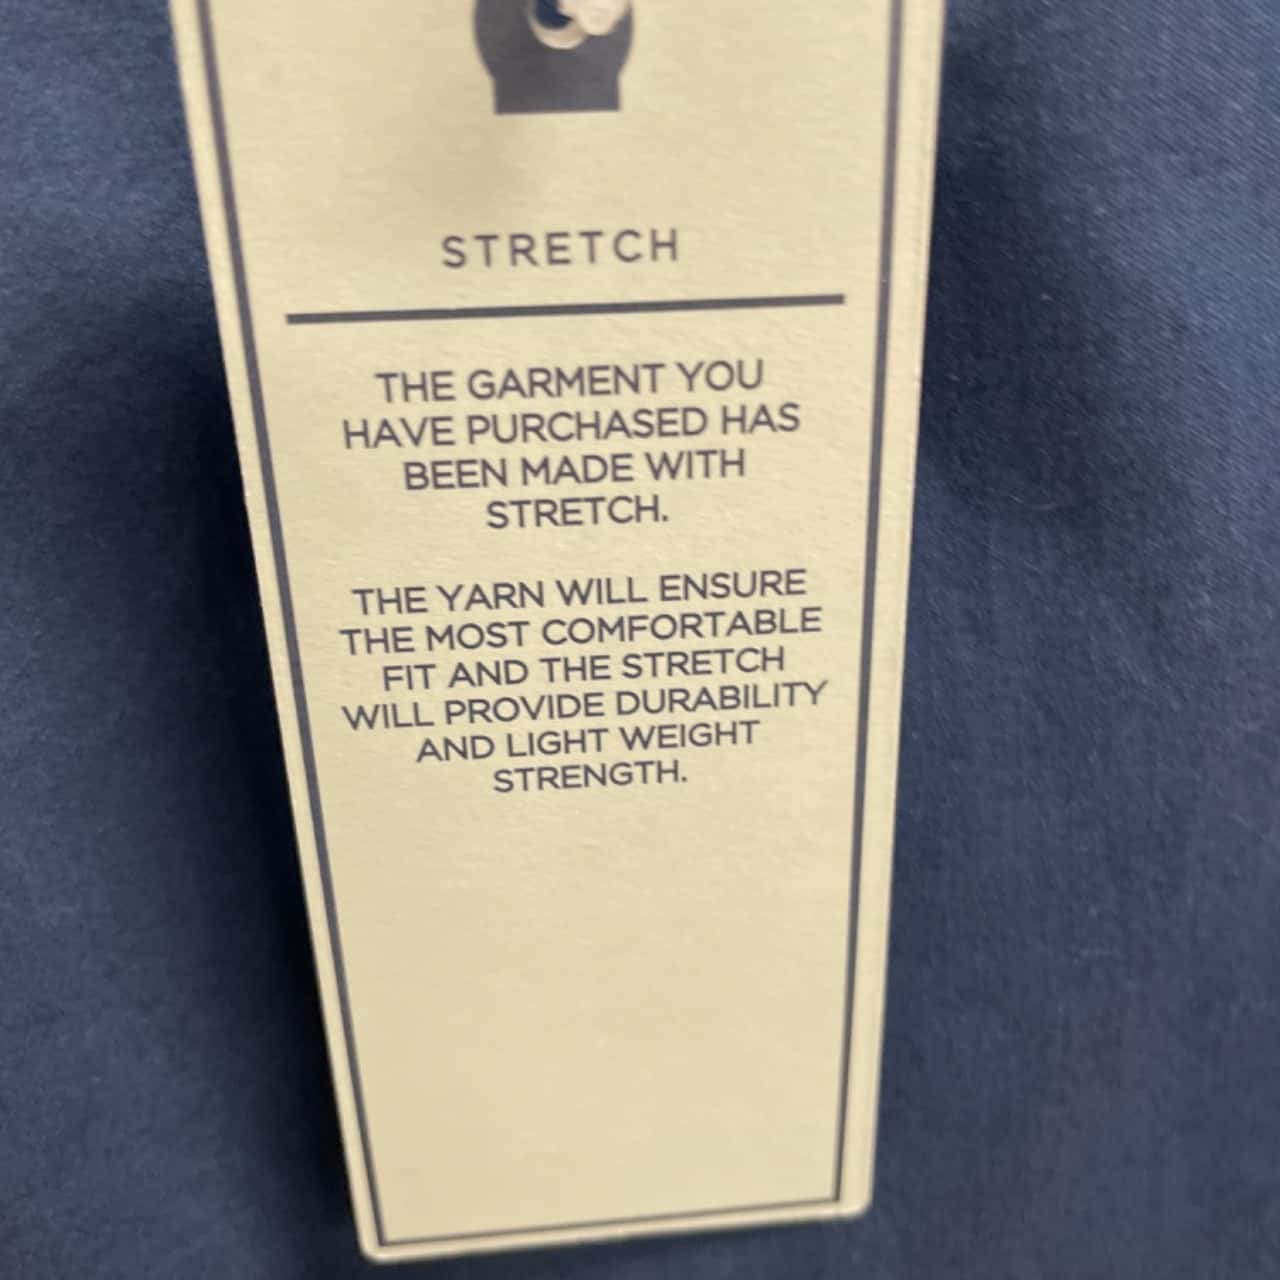 STRETCH
THE GARMENT YOU
HAVE PURCHASED HAS
BEEN MADE WITH
STRETCH.
THE YARN WILL ENSURE
THE MOST COMFORTABLE
FIT AND THE STRETCH
WILL PROVIDE DURABILITY
AND LIGHT WEIGHT
STRENGTH.